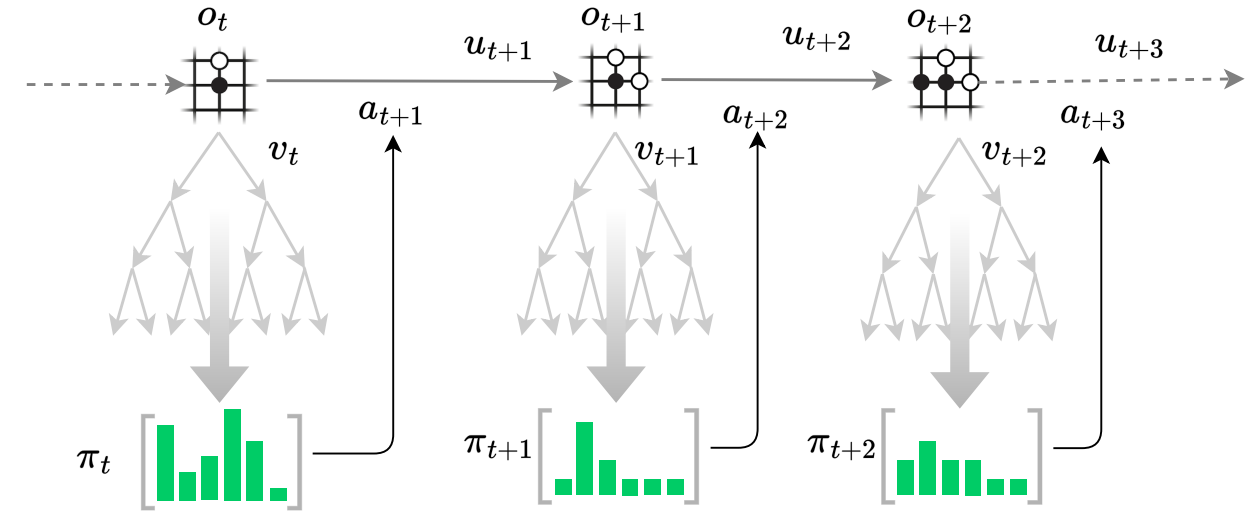 o_t
o_{t+1}
o_{t+2}
u_{t+1}
u_{t+2}
u_{t+3}
a_{t+1}
a_{t+2}
a_{t+3}
v_t
v_{t+1}
v_{t+2}
π_t
π_{t+1}
π_{t+2}